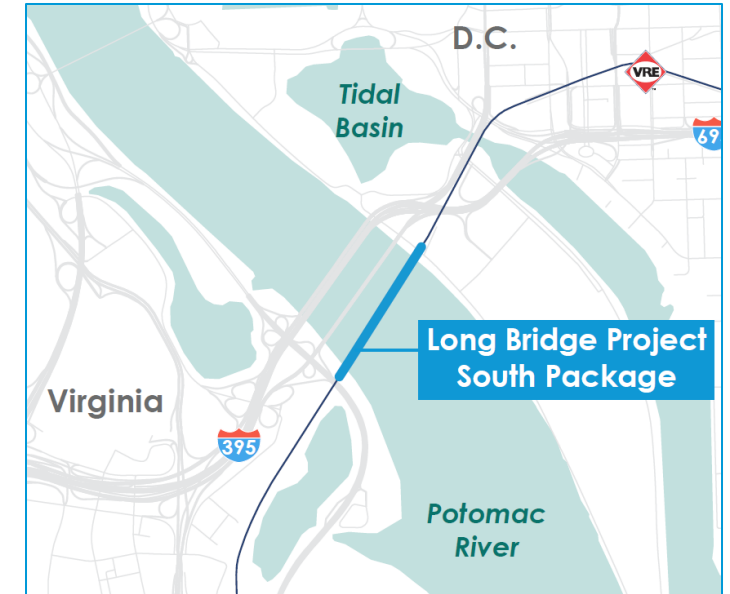 D.C.
VRE
Tidal
Basin
69
Long Bridge Project
South Package
Virginia
395
Potomac
River